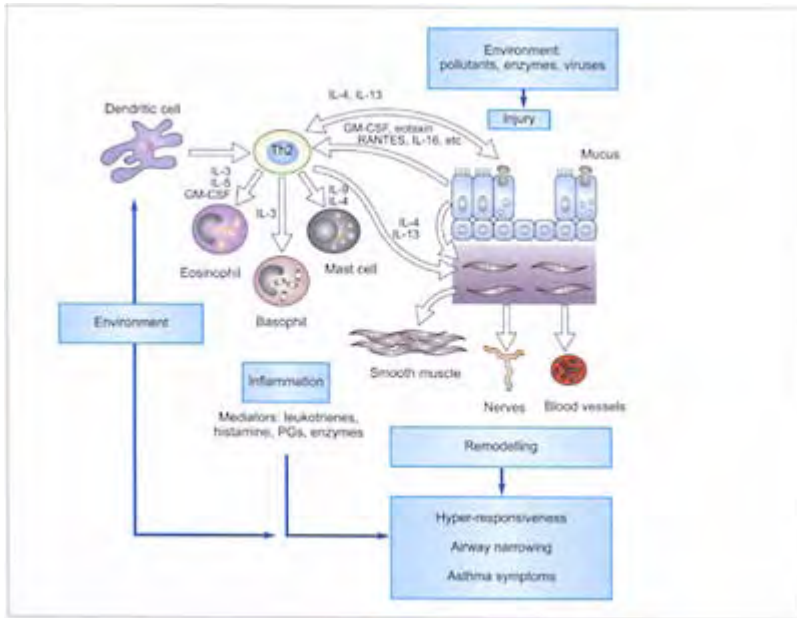 Environment:
pollutants, enzymes, viruses
Injury
IL-4, IL-13
Dendritic cell
GM-CSF, eotaxin
RANTES, IL-16, etc
Mucus
Th2
IL-3
IL-5
GM-CSF
IL-3
IL-9
IL-4
IL-4
IL-13
Eosinophil
Mast cell
Basophil
Environment
Smooth muscle
Nerves
Blood vessels
Inflammation
Mediators: leukotrienes,
histamine, PGs, enzymes
Remodelling
Hyper-responsiveness
Airway narrowing
Asthma symptoms